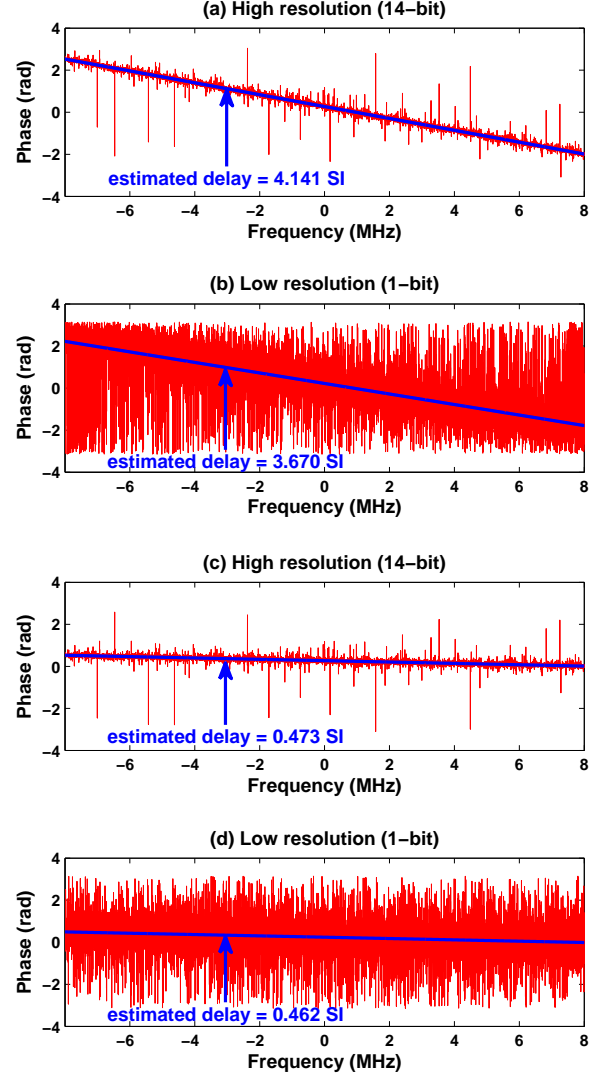 (a) High resolution (14−bit)
4
2
0
−2
−4
Phase (rad)
estimated delay = 4.141 SI
−6 −4 −2 0 2 4 6 8
Frequency (MHz)
(b) Low resolution (1−bit)
4
2
0
−2
−4
Phase (rad)
estimated delay = 3.670 SI
−6 −4 −2 0 2 4 6 8
Frequency (MHz)
(c) High resolution (14−bit)
4
2
0
−2
−4
Phase (rad)
estimated delay = 0.473 SI
−6 −4 −2 0 2 4 6 8
Frequency (MHz)
(d) Low resolution (1−bit)
4
2
0
−2
−4
Phase (rad)
estimated delay = 0.462 SI
−6 −4 −2 0 2 4 6 8
Frequency (MHz)